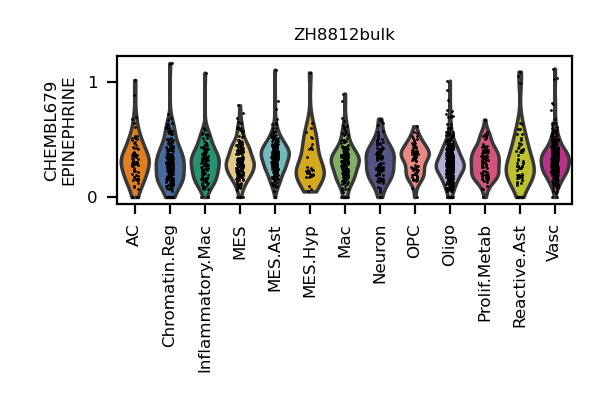 ZH8812bulk
CHEMBL679
EPINEPHRINE
1
0
AC
Chromatin.Reg
Inflammatory.Mac
MES
MES.Ast
MES.Hyp
Mac
Neuron
OPC
Oligo
Prolif.Metab
Reactive.Ast
Vasc